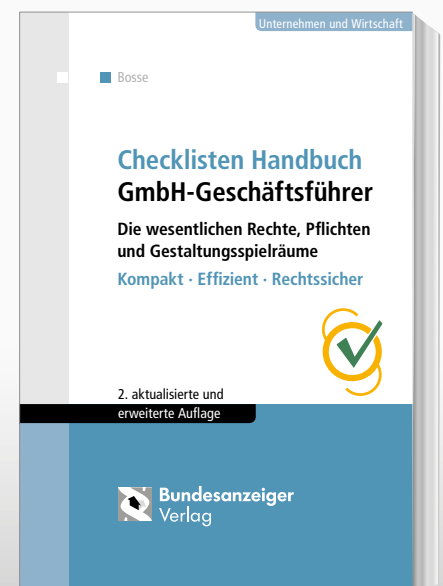 Unternehmen und Wirtschaft
Bosse
Checklisten Handbuch
GmbH-Geschäftsführer
Die wesentlichen Rechte, Pflichten
und Gestaltungsspielräume
Kompakt · Effizient · Rechtssicher
2. aktualisierte und
erweiterte Auflage
Bundesanzeiger
Verlag